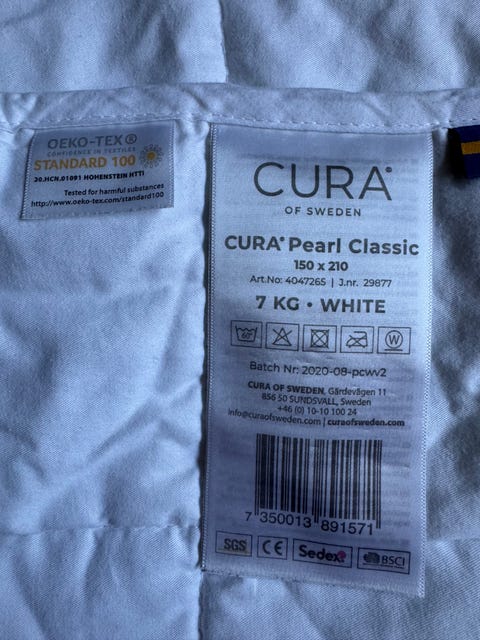 OEKO-TEX®
CONFIDENCE IN TEXTILES
STANDARD 100
20.HCN.01091 HOHENSTEIN HTTI
Tested for harmful substances
http://www.oeko-tex.com/standard100
CURA®
OF SWEDEN
CURA® Pearl Classic
150 x 210
Art.No: 4047265 | J.nr. 29877
7 KG • WHITE
60°
W
Batch Nr: 2020-08-pcwv2
CURA OF SWEDEN, Gärdevägen 11
856 50 SUNDSVALL, Sweden
+46 (0) 10-10 100 24
info@curaofsweden.com | curaofsweden.com
7 350013 891571
SGS CE Sedex BSCI